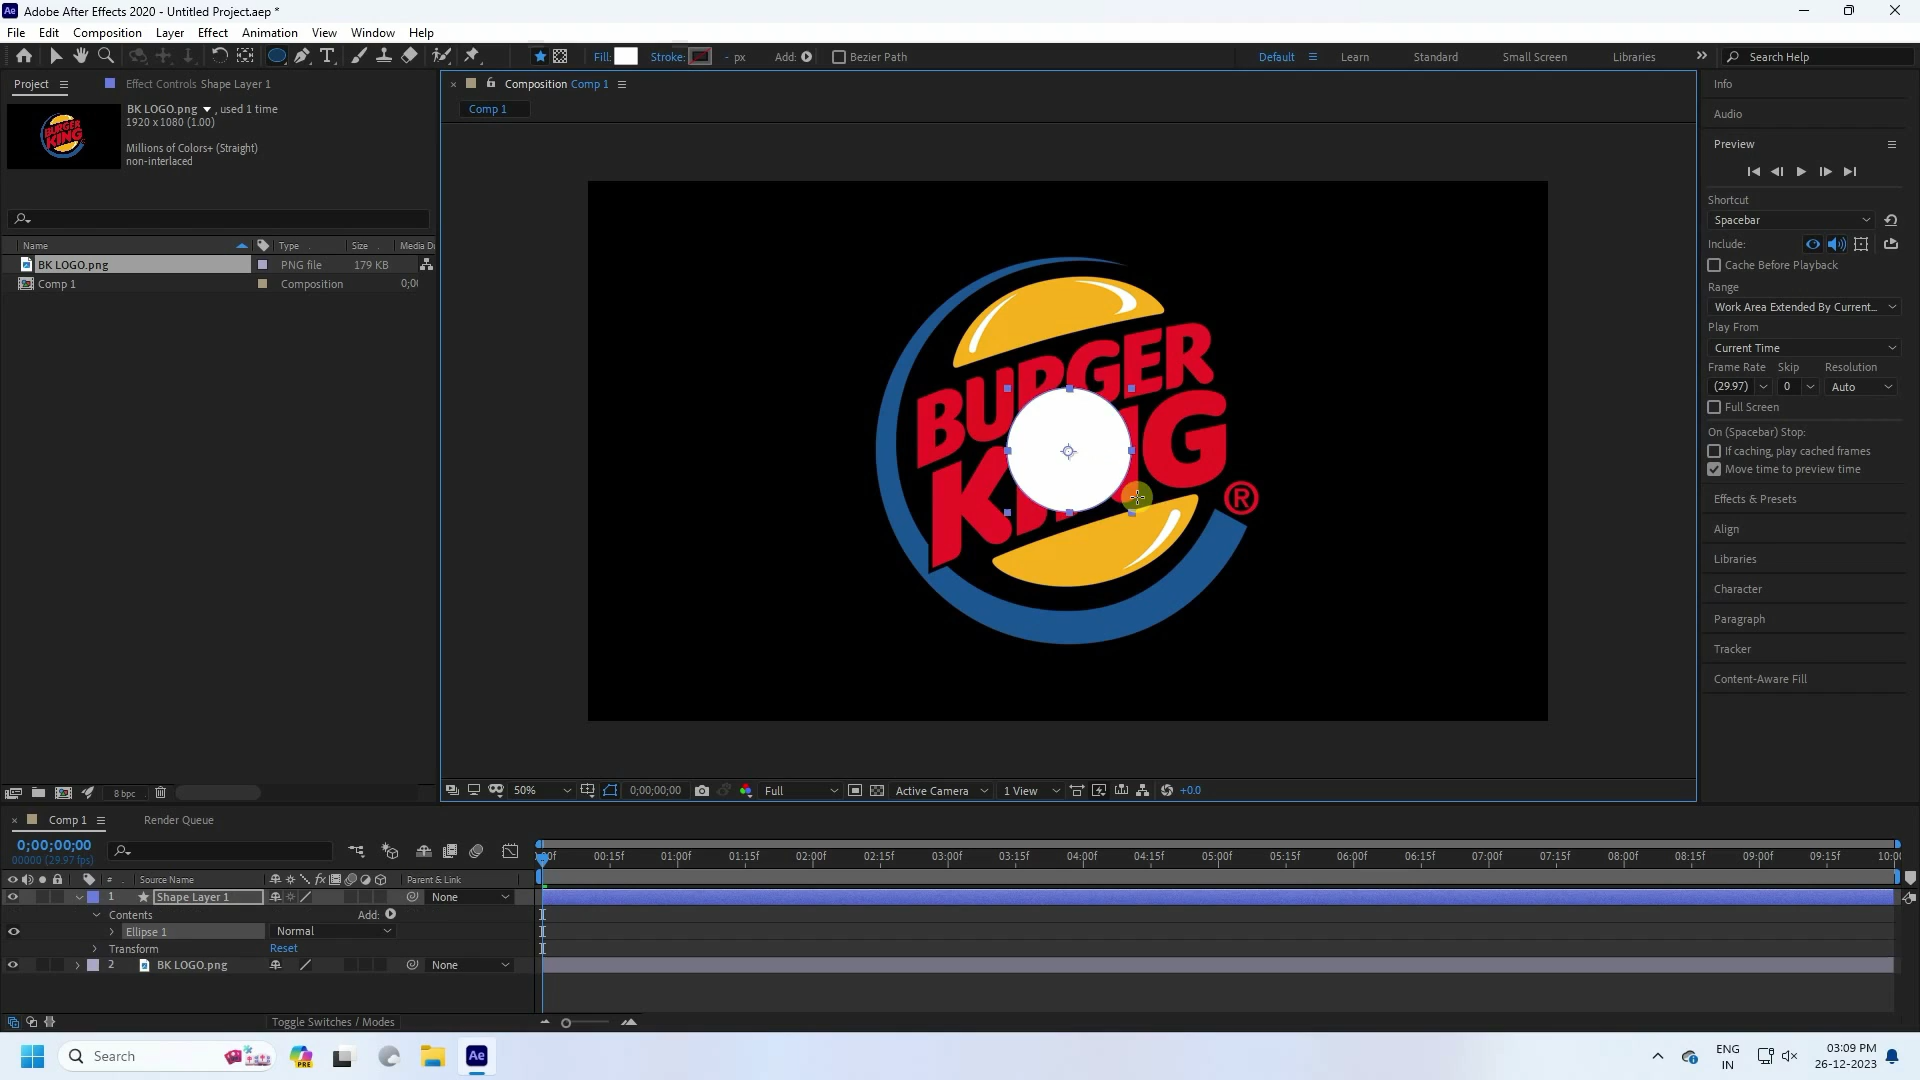 Adobe After Effects 2020 - Untitled Project.aep *
File Edit Composition Layer Effect Animation View Window Help
Fill: Stroke: - px Add: Bezier Path Default Learn Standard Small Screen Libraries Search Help
Project Effect Controls Shape Layer 1
BK LOGO.png , used 1 time
1920 x 1080 (1.00)
Millions of Colors+ (Straight)
non-interlaced
Name Type Size Media D
BK LOGO.png PNG file 179 KB
Comp 1 Composition 0;00
8 bpc
Composition Comp 1
Comp 1
BURGER
KING
®
50% 0;00;00;00 Full Active Camera 1 View +0.0
Info
Audio
Preview
Shortcut
Spacebar
Include:
Cache Before Playback
Range
Work Area Extended By Current...
Play From
Current Time
Frame Rate Skip Resolution
(29.97) 0 Auto
Full Screen
On (Spacebar) Stop:
If caching, play cached frames
Move time to preview time
Effects & Presets
Align
Libraries
Character
Paragraph
Tracker
Content-Aware Fill
Comp 1 Render Queue
0;00;00;00
00000 (29.97 fps)
00f 00:15f 01:00f 01:15f 02:00f 02:15f 03:00f 03:15f 04:00f 04:15f 05:00f 05:15f 06:00f 06:15f 07:00f 07:15f 08:00f 08:15f 09:00f 09:15f 10:0
# Source Name Parent & Link
1 Shape Layer 1 None
Contents Add:
Ellipse 1 Normal
Transform Reset
2 BK LOGO.png None
Toggle Switches / Modes
Search PRE Ae ENG IN 03:09 PM
26-12-2023